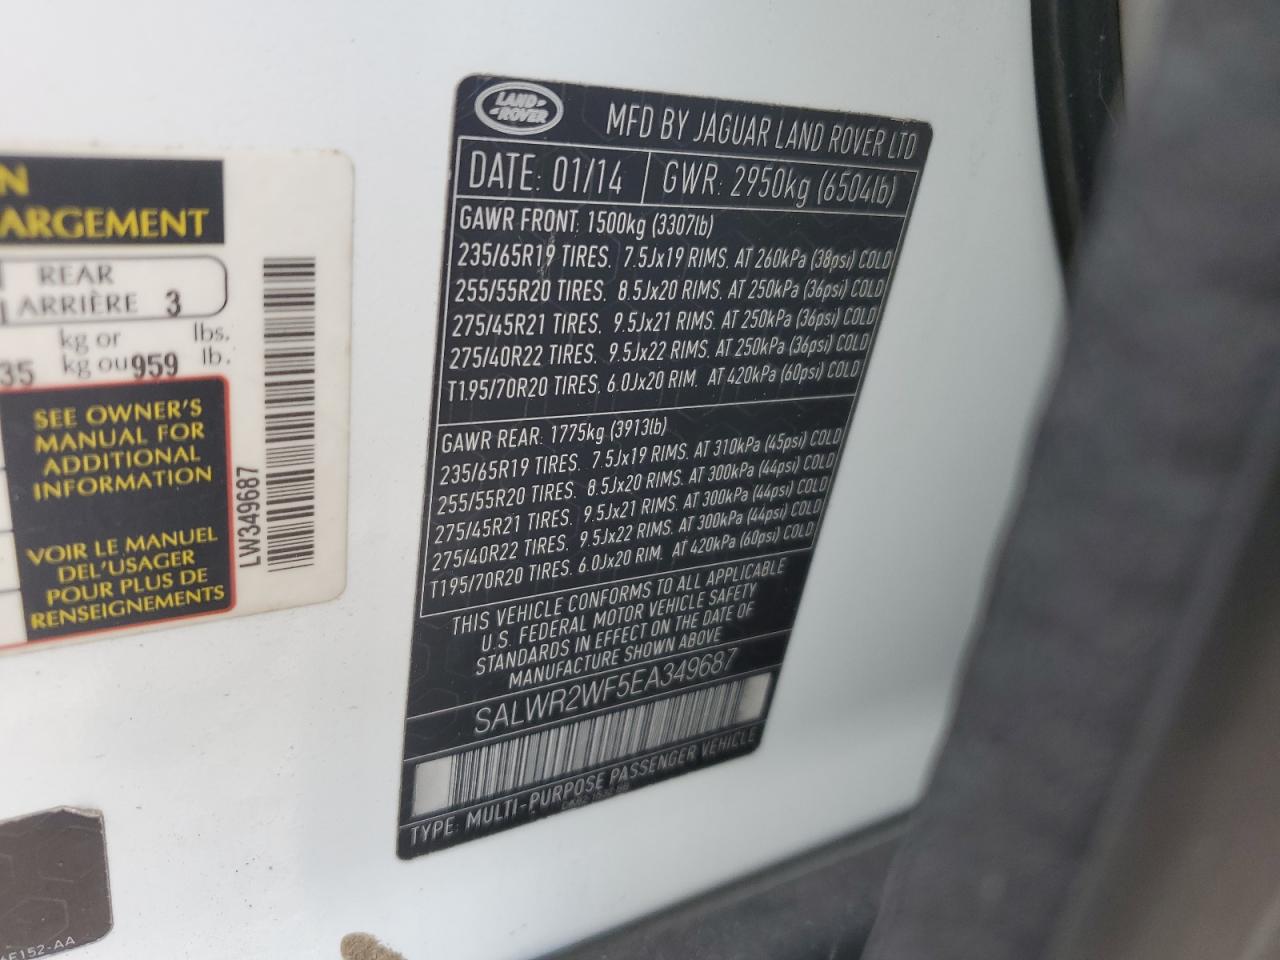 N
ARGEMENT
REAR
ARRIÈRE 3
kg or lbs.
35 kg ou 959 lb.
SEE OWNER'S
MANUAL FOR
ADDITIONAL
INFORMATION
VOIR LE MANUEL
DEL'USAGER
POUR PLUS DE
RENSEIGNEMENTS
LW349687
LAND-
-ROVER
MFD BY JAGUAR LAND ROVER LTD
DATE: 01/14 GWR: 2950kg (6504lb)
GAWR FRONT: 1500kg (3307lb)
235/65R19 TIRES. 7.5Jx19 RIMS. AT 260kPa (38psi) COLD
255/55R20 TIRES. 8.5Jx20 RIMS. AT 250kPa (36psi) COLD
275/45R21 TIRES. 9.5Jx21 RIMS. AT 250kPa (36psi) COLD
275/40R22 TIRES. 9.5Jx22 RIMS. AT 250kPa (36psi) COLD
T195/70R20 TIRES. 6.0Jx20 RIM. AT 420kPa (60psi) COLD
GAWR REAR: 1775kg (3913lb)
235/65R19 TIRES. 7.5Jx19 RIMS. AT 310kPa (45psi) COLD
255/55R20 TIRES. 8.5Jx20 RIMS. AT 300kPa (44psi) COLD
275/45R21 TIRES. 9.5Jx21 RIMS. AT 300kPa (44psi) COLD
275/40R22 TIRES. 9.5Jx22 RIMS. AT 300kPa (44psi) COLD
T195/70R20 TIRES. 6.0Jx20 RIM. AT 420kPa (60psi) COLD
THIS VEHICLE CONFORMS TO ALL APPLICABLE
U.S. FEDERAL MOTOR VEHICLE SAFETY
STANDARDS IN EFFECT ON THE DATE OF
MANUFACTURE SHOWN ABOVE
SALWR2WF5EA349687
TYPE: MULTI-PURPOSE PASSENGER VEHICLE
E152-AA